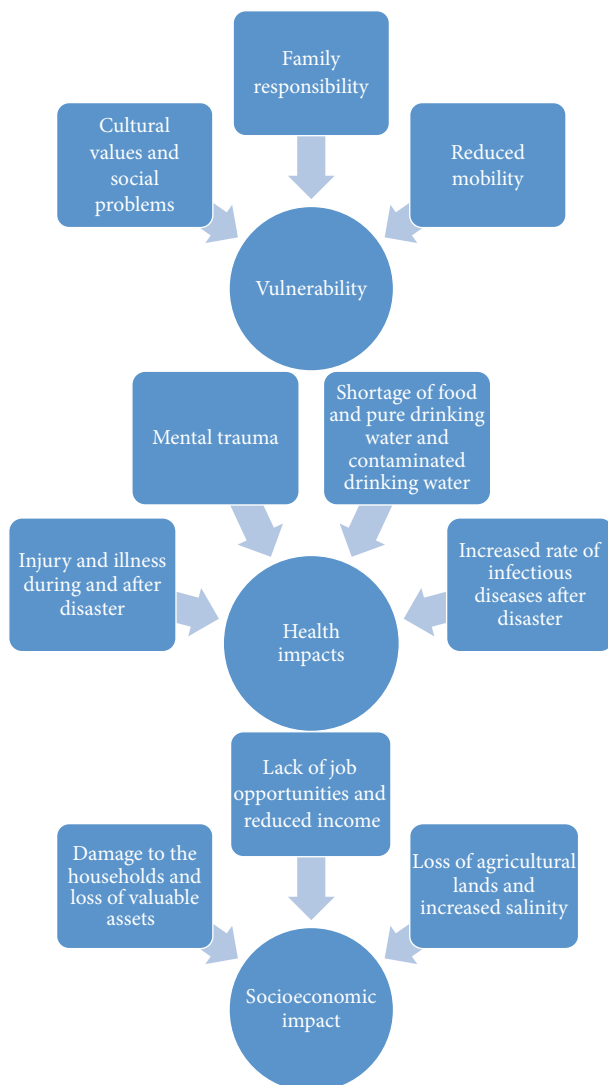 Family
responsibility
Cultural
values and
social
problems
Reduced
mobility
Vulnerability
Mental trauma
Shortage of food
and pure drinking
water and
contaminated
drinking water
Injury and illness
during and after
disaster
Increased rate of
infectious
diseases after
disaster
Health
impacts
Lack of job
opportunities and
reduced income
Damage to the
households and
loss of valuable
assets
Loss of agricultural
lands and
increased salinity
Socioeconomic
impact